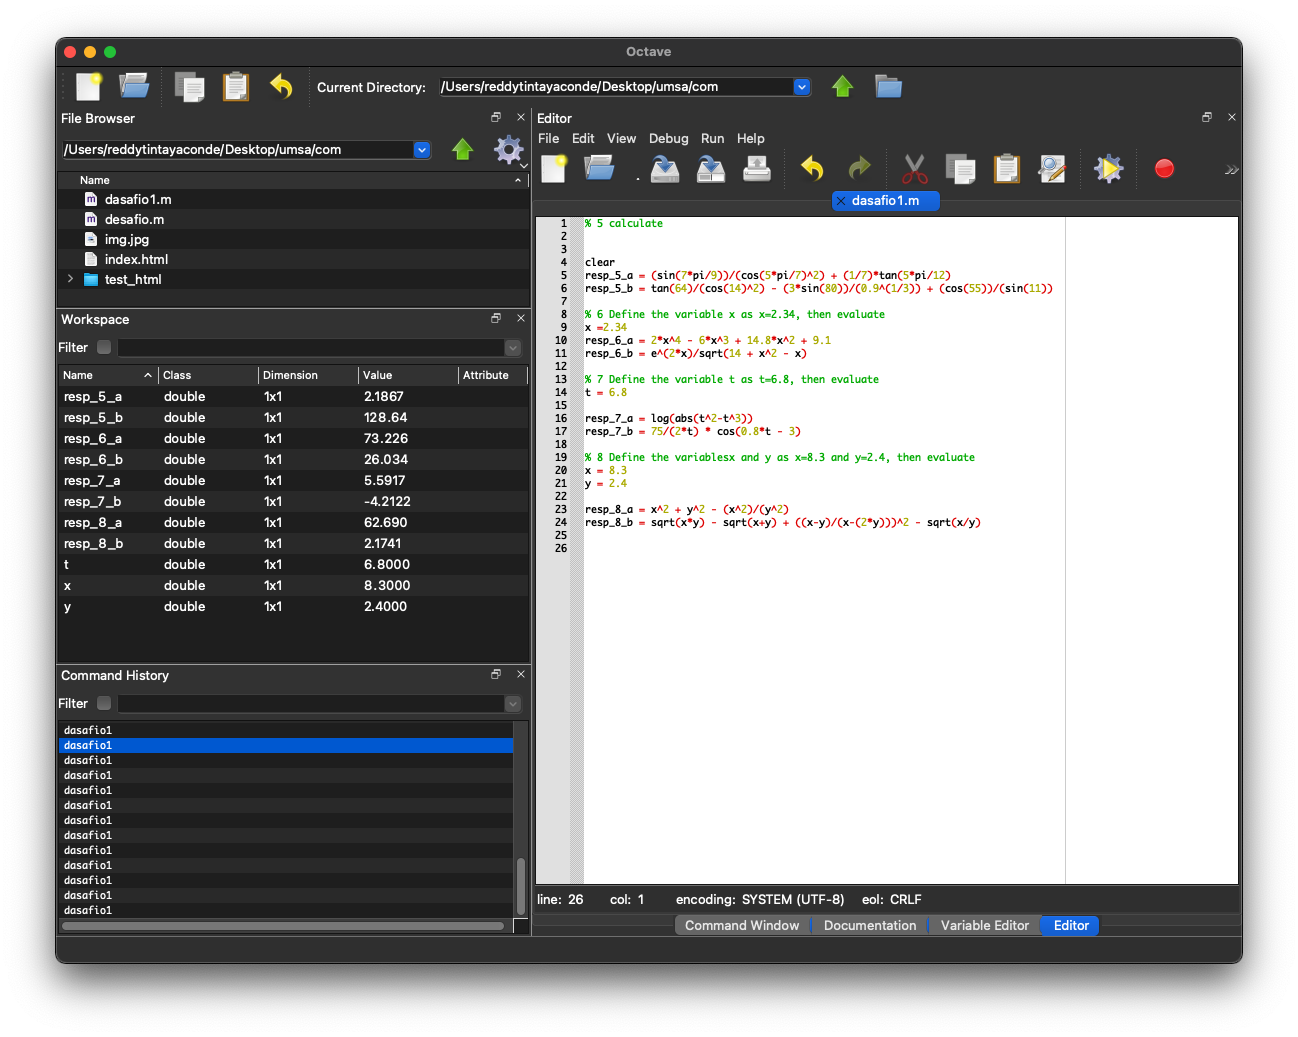 Octave
Current Directory: /Users/reddytintayaconde/Desktop/umsa/com
File Browser
/Users/reddytintayaconde/Desktop/umsa/com
Name
dasafio1.m
desafio.m
img.jpg
index.html
test_html
Workspace
Filter
Name Class Dimension Value Attribute
resp_5_a double 1x1 2.1867
resp_5_b double 1x1 128.64
resp_6_a double 1x1 73.226
resp_6_b double 1x1 26.034
resp_7_a double 1x1 5.5917
resp_7_b double 1x1 -4.2122
resp_8_a double 1x1 62.690
resp_8_b double 1x1 2.1741
t double 1x1 6.8000
x double 1x1 8.3000
y double 1x1 2.4000
Command History
Filter
dasafio1
dasafio1
dasafio1
dasafio1
dasafio1
dasafio1
dasafio1
dasafio1
dasafio1
dasafio1
dasafio1
dasafio1
dasafio1
Editor
File Edit View Debug Run Help
dasafio1.m
1 % 5 calculate
2
3
4 clear
5 resp_5_a = (sin(7*pi/9))/(cos(5*pi/7)^2) + (1/7)*tan(5*pi/12)
6 resp_5_b = tan(64)/(cos(14)^2) - (3*sin(80))/(0.9^(1/3)) + (cos(55))/(sin(11))
7
8 % 6 Define the variable x as x=2.34, then evaluate
9 x =2.34
10 resp_6_a = 2*x^4 - 6*x^3 + 14.8*x^2 + 9.1
11 resp_6_b = e^(2*x)/sqrt(14 + x^2 - x)
12
13 % 7 Define the variable t as t=6.8, then evaluate
14 t = 6.8
15
16 resp_7_a = log(abs(t^2-t^3))
17 resp_7_b = 75/(2*t) * cos(0.8*t - 3)
18
19 % 8 Define the variablesx and y as x=8.3 and y=2.4, then evaluate
20 x = 8.3
21 y = 2.4
22
23 resp_8_a = x^2 + y^2 - (x^2)/(y^2)
24 resp_8_b = sqrt(x*y) - sqrt(x+y) + ((x-y)/(x-(2*y)))^2 - sqrt(x/y)
25
26
line: 26 col: 1 encoding: SYSTEM (UTF-8) eol: CRLF
Command Window Documentation Variable Editor Editor